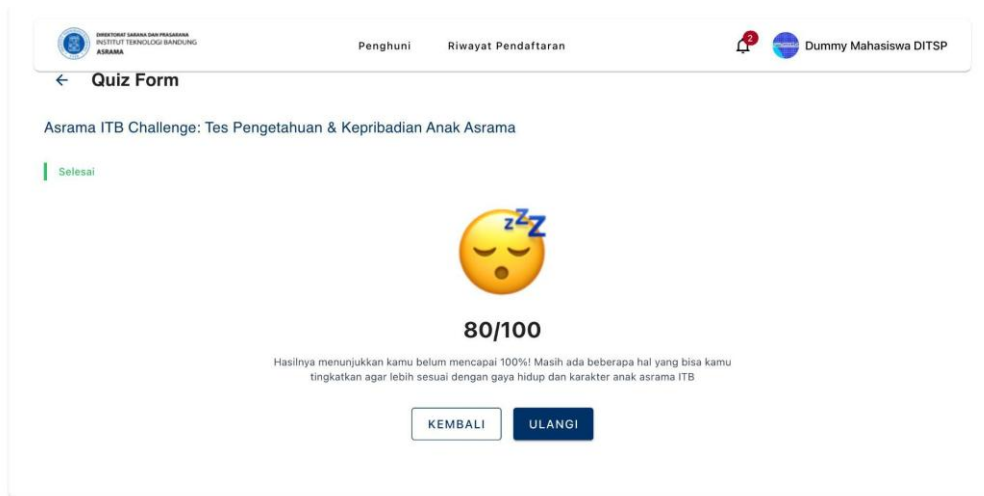 DIREKTORAT SARANA DAN PRASARANA
INSTITUT TEKNOLOGI BANDUNG
ASRAMA
Penghuni
Riwayat Pendaftaran
2
Dummy Mahasiswa DITSP
← Quiz Form
Asrama ITB Challenge: Tes Pengetahuan & Kepribadian Anak Asrama
Selesai
zZZ
80/100
Hasilnya menunjukkan kamu belum mencapai 100%! Masih ada beberapa hal yang bisa kamu
tingkatkan agar lebih sesuai dengan gaya hidup dan karakter anak asrama ITB
KEMBALI
ULANGI